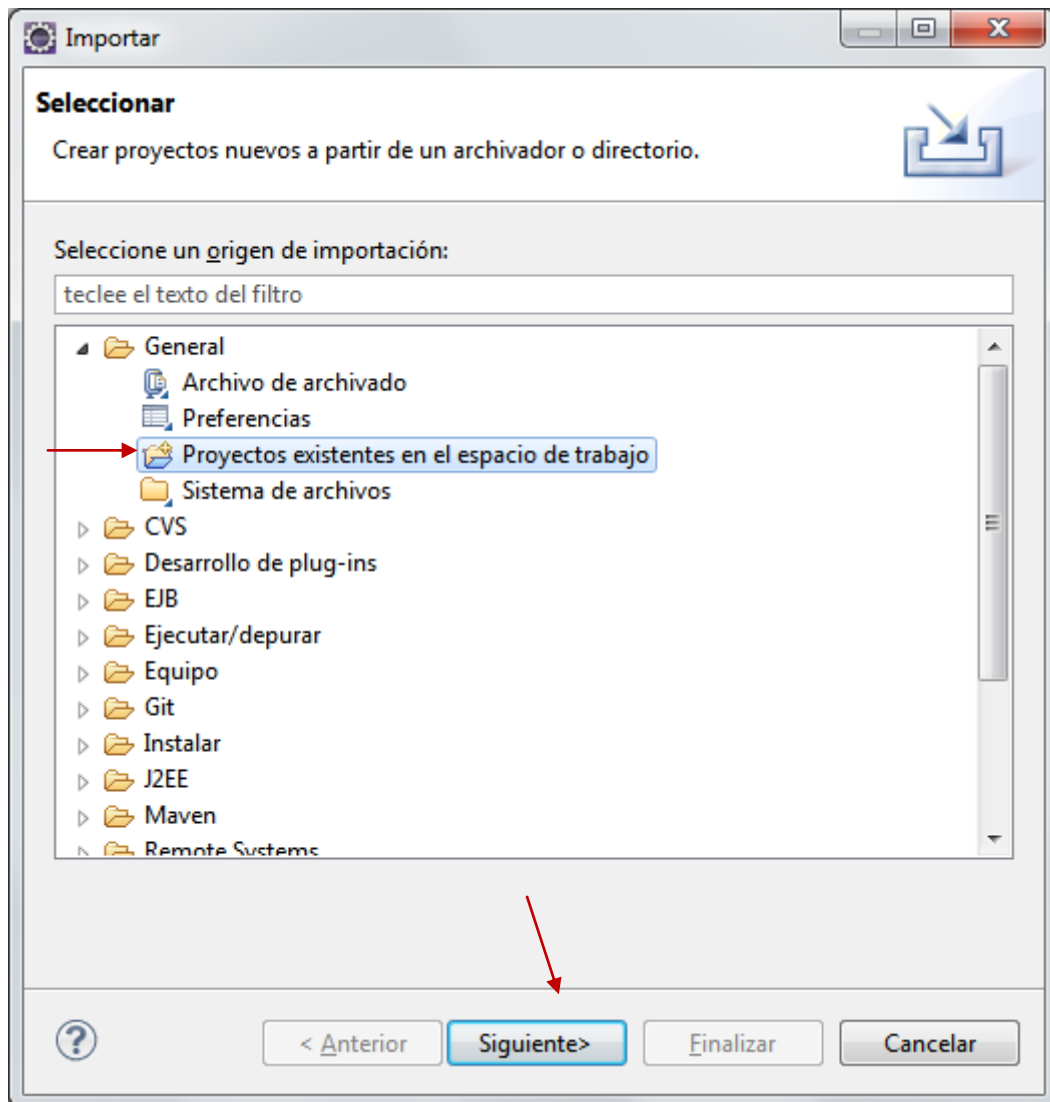 Importar
Seleccionar
Crear proyectos nuevos a partir de un archivador o directorio.
Seleccione un origen de importación:
teclee el texto del filtro
General
Archivo de archivado
Preferencias
Proyectos existentes en el espacio de trabajo
Sistema de archivos
CVS
Desarrollo de plug-ins
EJB
Ejecutar/depurar
Equipo
Git
Instalar
J2EE
Maven
Remote Systems
< Anterior
Siguiente>
Finalizar
Cancelar